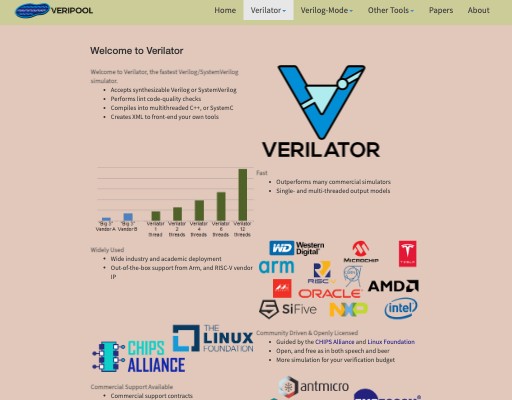 VERIPOOL
Home
Verilator
Verilog-Mode
Other Tools
Papers
About
Welcome to Verilator
Welcome to Verilator, the fastest Verilog/SystemVerilog
simulator.
Accepts synthesizable Verilog or SystemVerilog
Performs lint code-quality checks
Compiles into multithreaded C++, or SystemC
Creates XML to front-end your own tools
VERILATOR
"Big 3" Vendor A
"Big 3" Vendor B
Verilator 1 thread
Verilator 2 threads
Verilator 4 threads
Verilator 6 threads
Verilator 12 threads
Fast
Outperforms many commercial simulators
Single- and multi-threaded output models
Widely Used
Wide industry and academic deployment
Out-of-the-box support from Arm, and RISC-V vendor
IP
WD Western Digital
MICROCHIP
TESLA
arm
RISC
AMD
ORACLE
SiFive
NXP
intel
CHIPS
ALLIANCE
THE
LINUX
FOUNDATION
Community Driven & Openly Licensed
Guided by the CHIPS Alliance and Linux Foundation
Open, and free as in both speech and beer
More simulation for your verification budget
Commercial Support Available
Commercial support contracts
antmicro